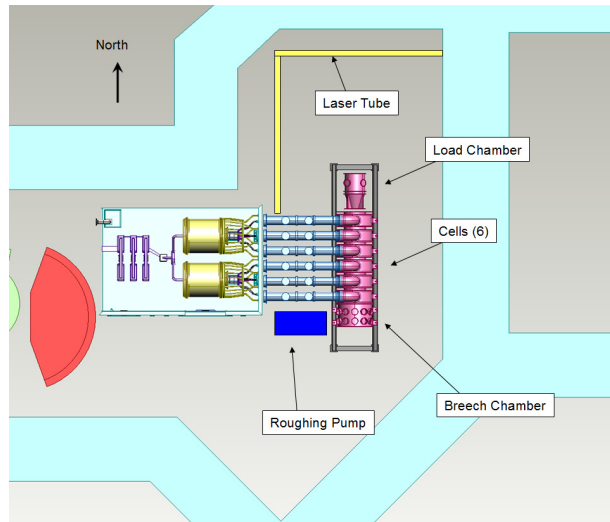 North
Laser Tube
Load Chamber
Cells (6)
Breech Chamber
Roughing Pump